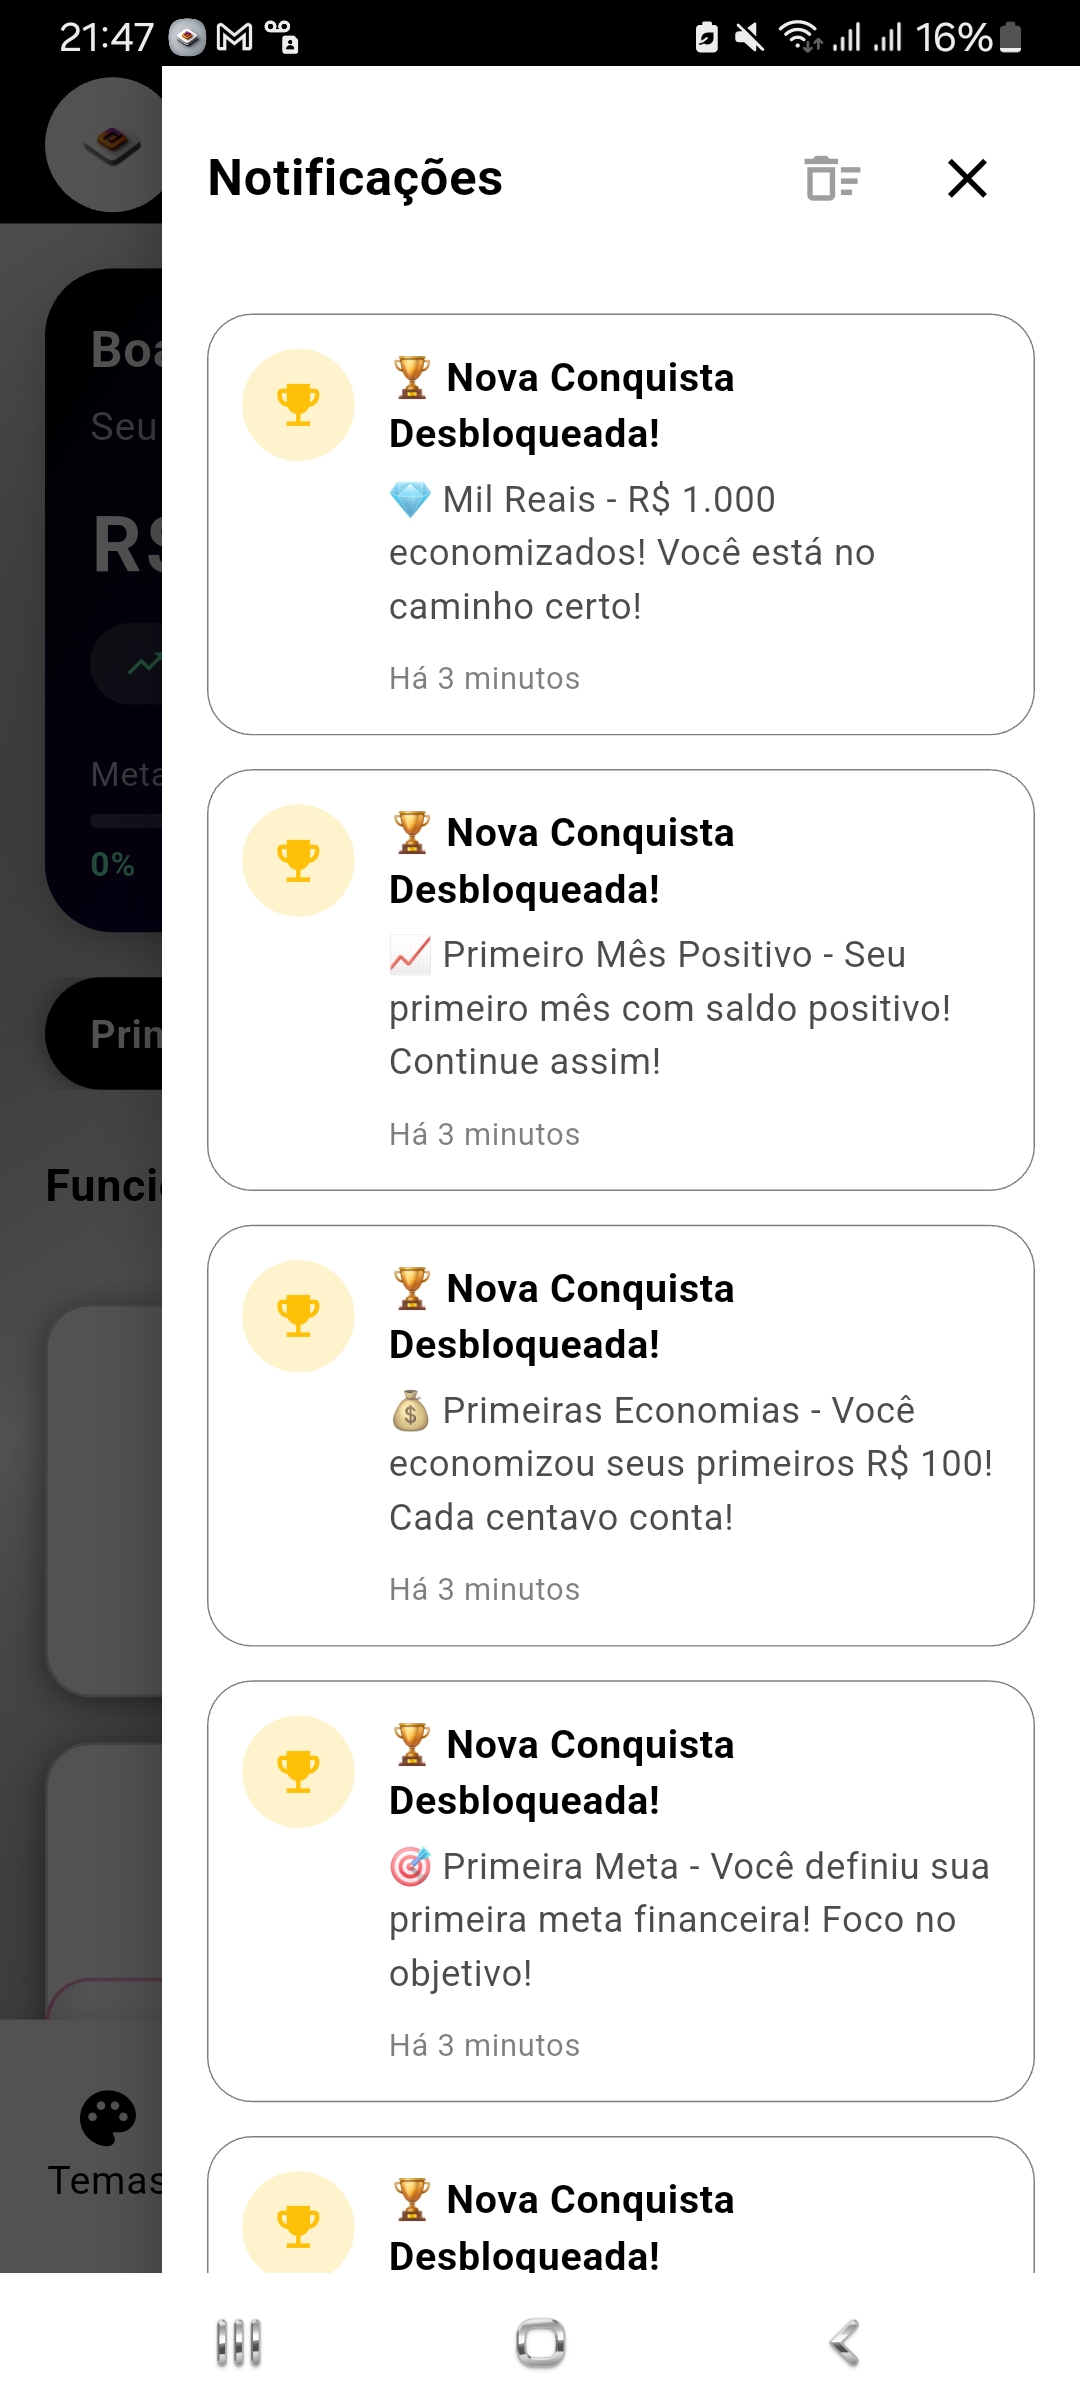 21:47
16%
Notificações
Boa
Seu
R$
Meta
0%
Prin
Funci
Temas
🏆 Nova Conquista
Desbloqueada!
💎 Mil Reais - R$ 1.000
economizados! Você está no
caminho certo!
Há 3 minutos
🏆 Nova Conquista
Desbloqueada!
📈 Primeiro Mês Positivo - Seu
primeiro mês com saldo positivo!
Continue assim!
Há 3 minutos
🏆 Nova Conquista
Desbloqueada!
💰 Primeiras Economias - Você
economizou seus primeiros R$ 100!
Cada centavo conta!
Há 3 minutos
🏆 Nova Conquista
Desbloqueada!
🎯 Primeira Meta - Você definiu sua
primeira meta financeira! Foco no
objetivo!
Há 3 minutos
🏆 Nova Conquista
Desbloqueada!